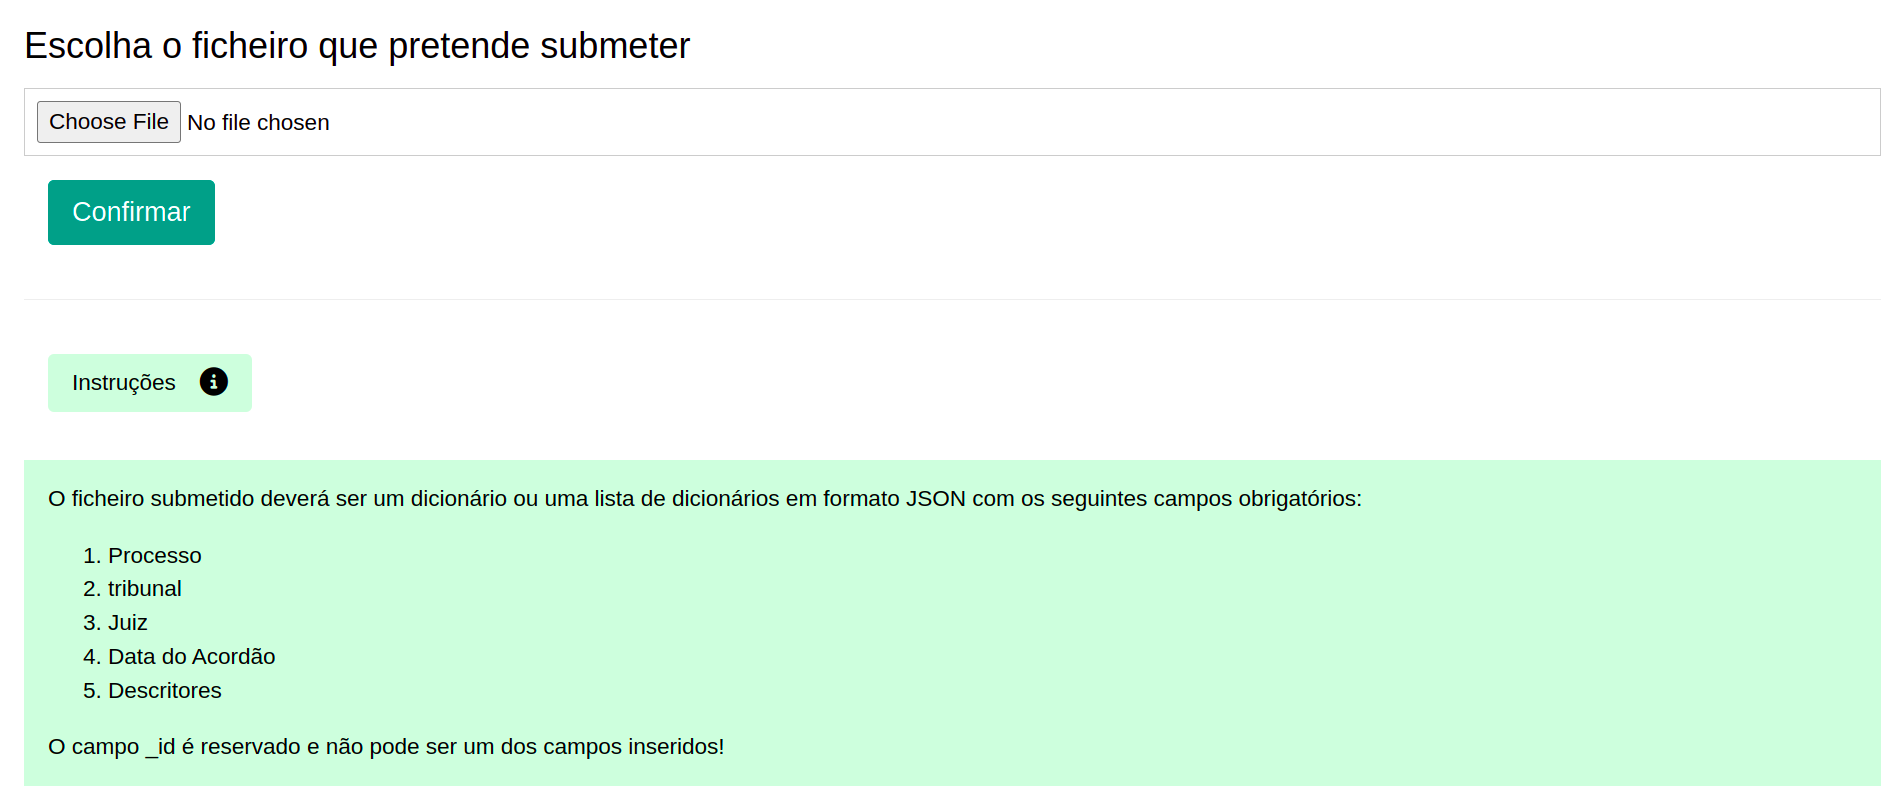 Escolha o ficheiro que pretende submeter
Choose File No file chosen
Confirmar
Instruções
O ficheiro submetido deverá ser um dicionário ou uma lista de dicionários em formato JSON com os seguintes campos obrigatórios:
1. Processo
2. tribunal
3. Juiz
4. Data do Acordão
5. Descritores
O campo _id é reservado e não pode ser um dos campos inseridos!